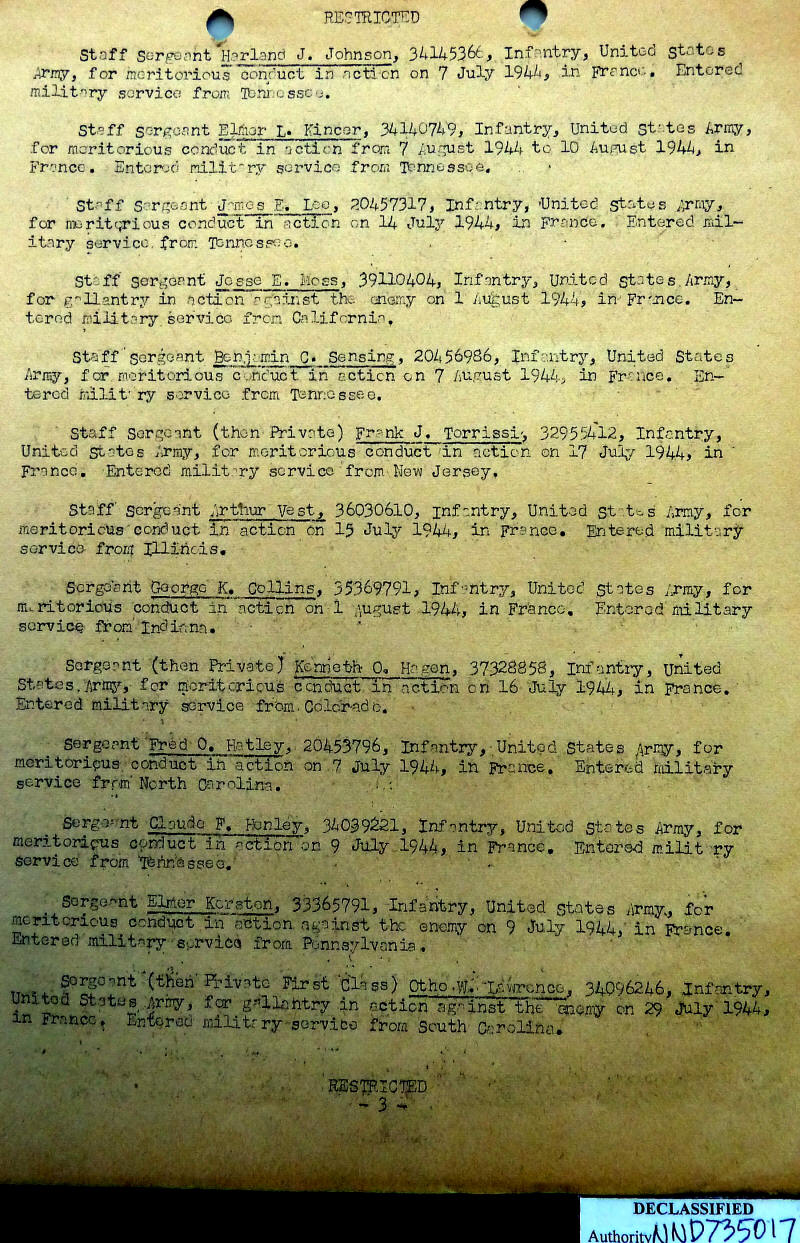 RESTRICTED
Staff Sergeant Harland J. Johnson, 34145366, Infantry, United States
Army, for meritorious conduct in action on 7 July 1944, in France. Entered
military service from Tennessee.
Staff Sergeant Elmer L. Kincer, 34140749, Infantry, United States Army,
for meritorious conduct in action from 7 August 1944 to 10 August 1944, in
France. Entered military service from Tennessee.
Staff Sergeant James E. Lee, 20457317, Infantry, United States Army,
for meritorious conduct in action on 14 July 1944, in France. Entered mil-
itary service from Tennessee.
Staff Sergeant Jesse E. Moss, 39110404, Infantry, United States Army,
for gallantry in action against the enemy on 1 August 1944, in France. En-
tered military service from California.
Staff Sergeant Benjamin C. Sensing, 20456986, Infantry, United States
Army, for meritorious conduct in action on 7 August 1944, in France. En-
tered military service from Tennessee.
Staff Sergeant (then Private) Frank J. Torrissi, 32955412, Infantry,
United States Army, for meritorious conduct in action on 17 July 1944, in
France. Entered military service from New Jersey.
Staff Sergeant Arthur Vest, 36030610, Infantry, United States Army, for
meritorious conduct in action on 15 July 1944, in France. Entered military
service from Illinois.
Sergeant George K. Collins, 35369791, Infantry, United States Army, for
meritorious conduct in action on 1 August 1944, in France. Entered military
service from Indiana.
Sergeant (then Private) Kenneth O. Hagen, 37328858, Infantry, United
States Army, for meritorious conduct in action on 16 July 1944, in France.
Entered military service from Colorado.
Sergeant Fred O. Hatley, 20453796, Infantry, United States Army, for
meritorious conduct in action on 7 July 1944, in France. Entered military
service from North Carolina.
Sergeant Claude F. Henley, 34039221, Infantry, United States Army, for
meritorious conduct in action on 9 July 1944, in France. Entered military
service from Tennessee.
Sergeant Elmer Kersten, 33365791, Infantry, United States Army, for
meritorious conduct in action against the enemy on 9 July 1944, in France.
Entered military service from Pennsylvania.
Sergeant (then Private First Class) Otho W. Lawrence, 34096246, Infantry,
United States Army, for gallantry in action against the enemy on 29 July 1944,
in France. Entered military service from South Carolina.
RESTRICTED
- 3 -
DECLASSIFIED
Authority NND735017